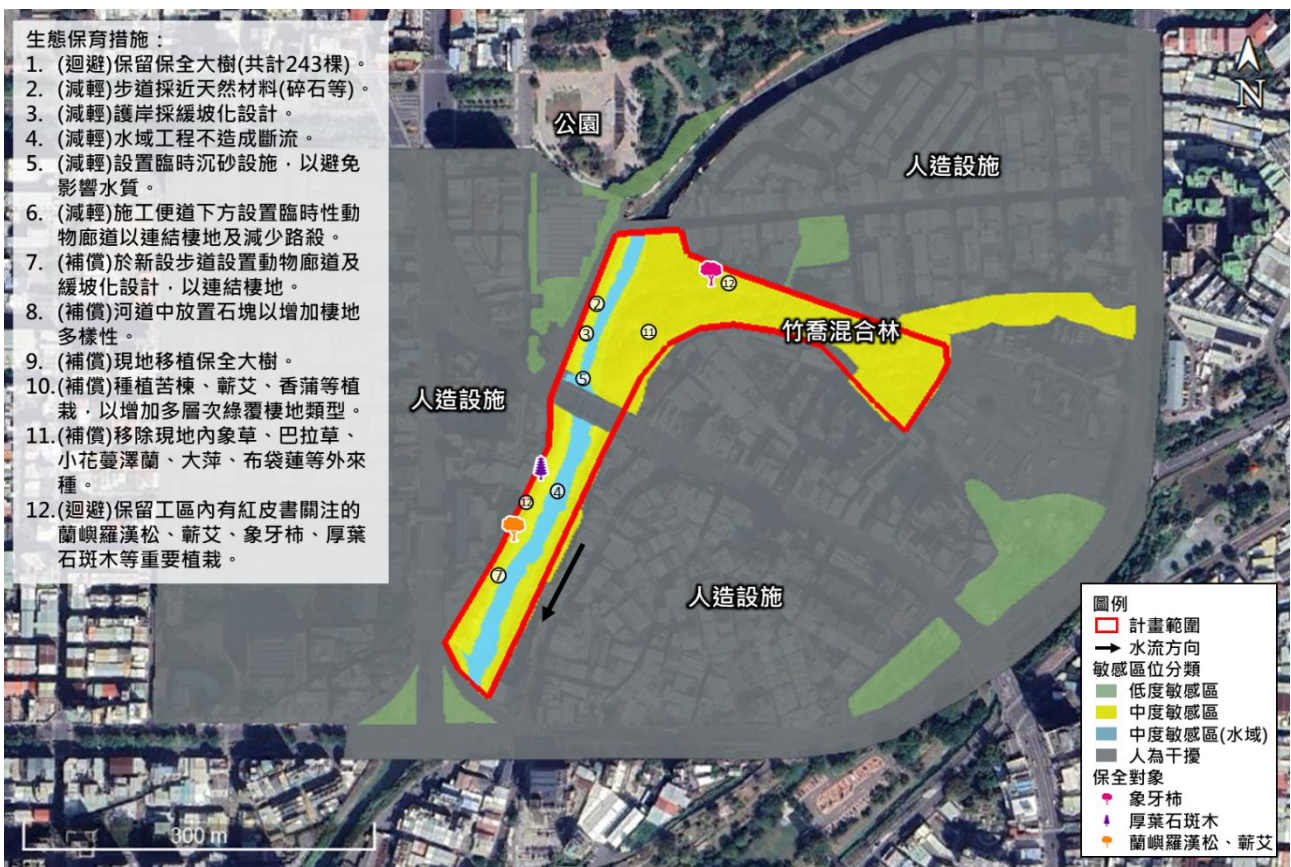 生態保育措施：
1. (迴避)保留保全大樹(共計243棵)。
2. (減輕)步道採近天然材料(碎石等)。
3. (減輕)護岸採緩坡化設計。
4. (減輕)水域工程不造成斷流。
5. (減輕)設置臨時沉砂設施，以避免
影響水質。
6. (減輕)施工便道下方設置臨時性動
物廊道以連結棲地及減少路殺。
7. (補償)於新設步道設置動物廊道及
緩坡化設計，以連結棲地。
8. (補償)河道中放置石塊以增加棲地
多樣性。
9. (補償)現地移植保全大樹。
10.(補償)種植苦楝、蘄艾、香蒲等植
栽，以增加多層次綠覆棲地類型。
11.(補償)移除現地內象草、巴拉草、
小花蔓澤蘭、大萍、布袋蓮等外來
種。
12.(迴避)保留工區內有紅皮書關注的
蘭嶼羅漢松、蘄艾、象牙柿、厚葉
石斑木等重要植栽。
公園
N
人造設施
⑫
②
⑪
③
竹喬混合林
⑤
人造設施
④
⑫
⑦
人造設施
300 m
圖例
計畫範圍
水流方向
敏感區位分類
低度敏感區
中度敏感區
中度敏感區(水域)
人為干擾
保全對象
象牙柿
厚葉石斑木
蘭嶼羅漢松、蘄艾